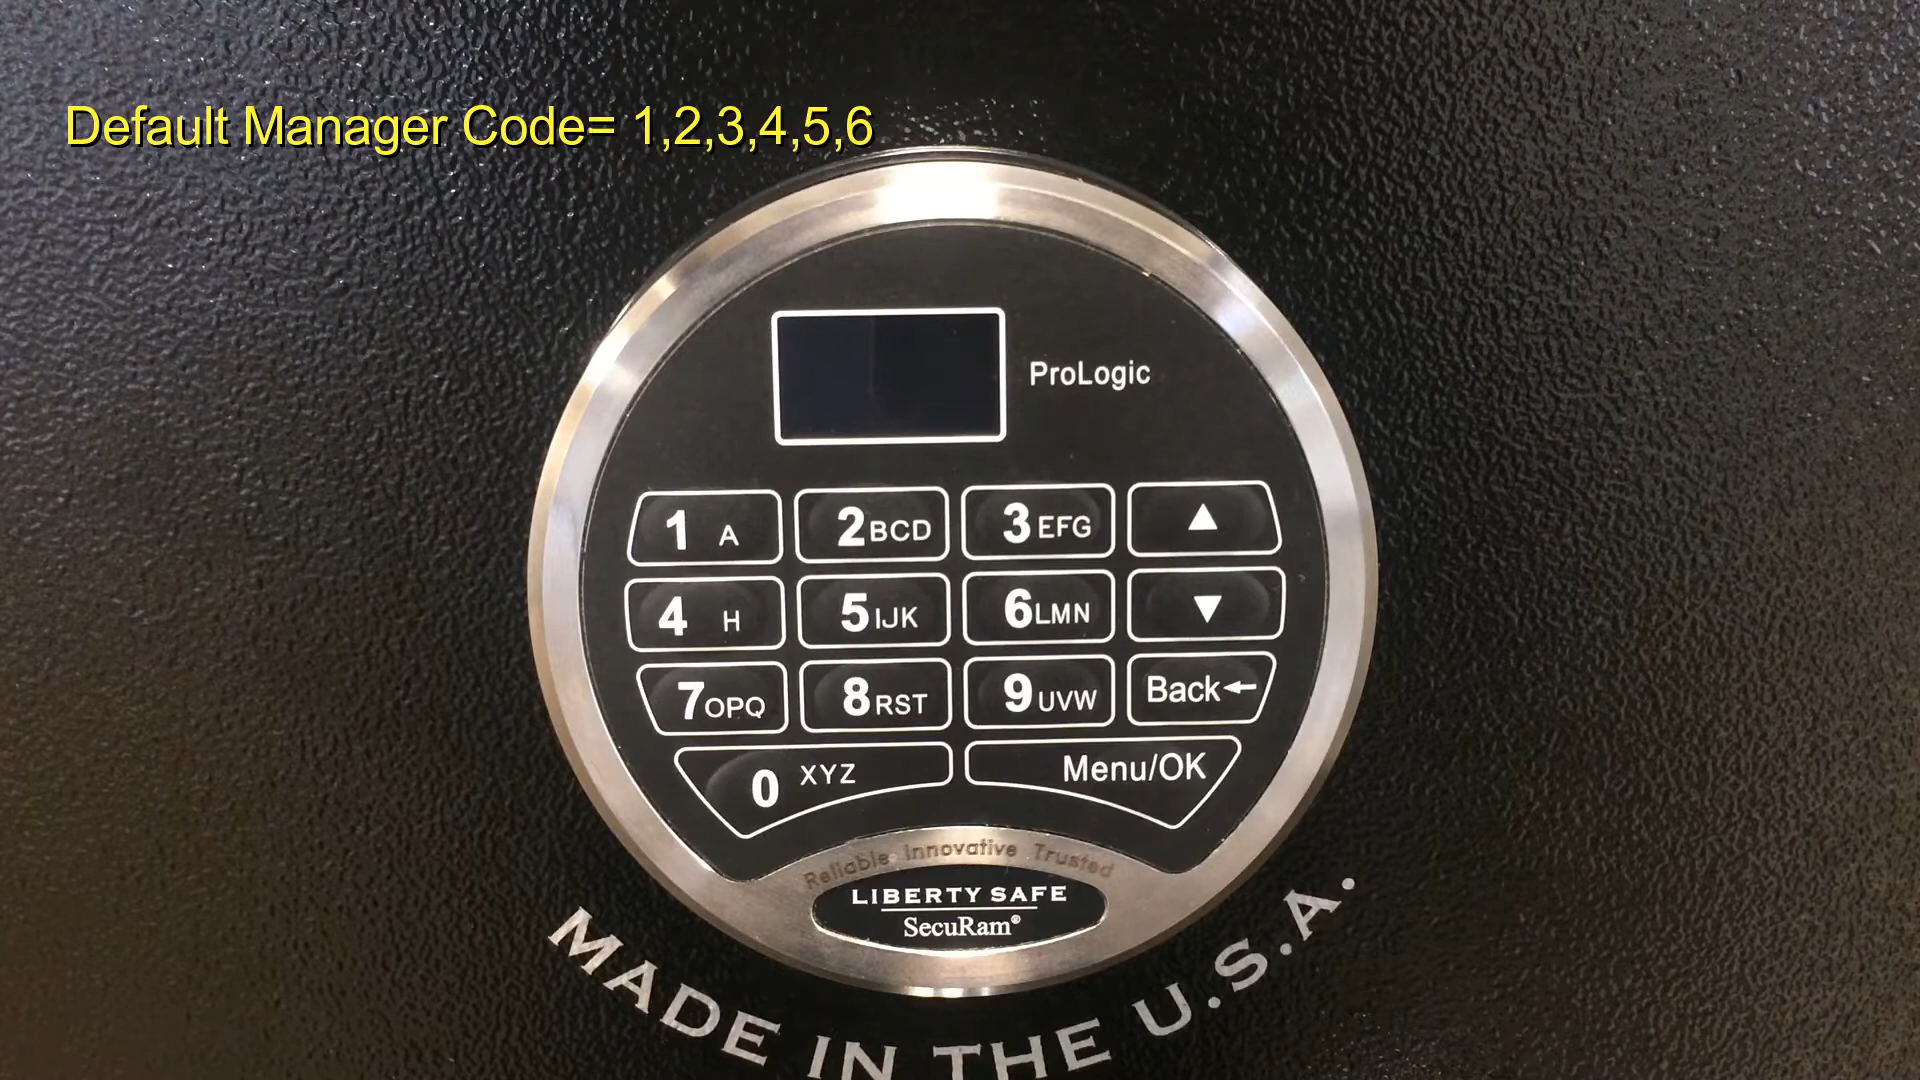 Default Manager Code= 1,2,3,4,5,6
ProLogic
1 A 2 BCD 3 EFG ▲
4 H 5 IJK 6 LMN ▼
7 OPQ 8 RST 9 UVW Back←
0 XYZ Menu/OK
Reliable Innovative Trusted
LIBERTY SAFE
SecuRam®
MADE IN THE U.S.A.